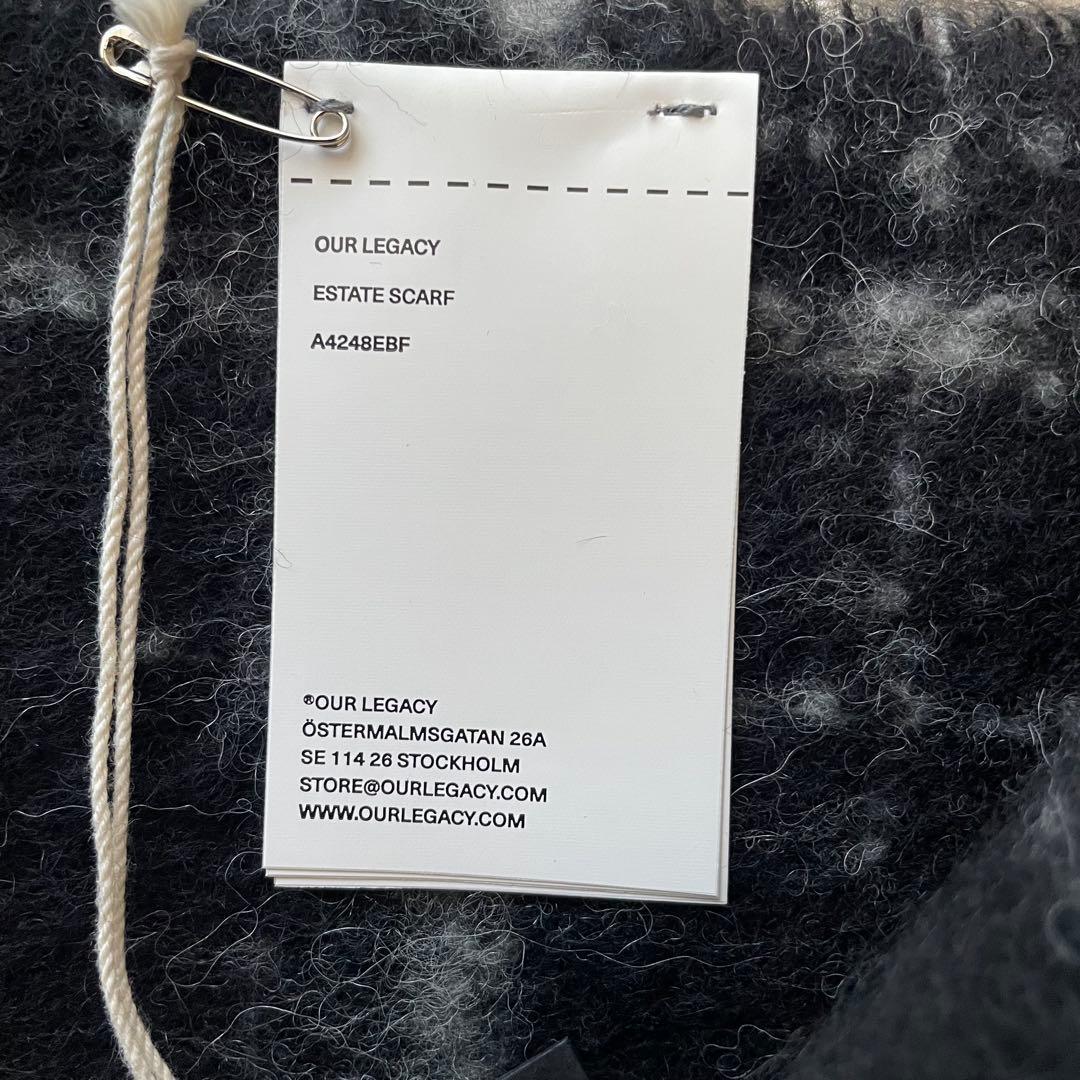 OUR LEGACY
ESTATE SCARF
A4248EBF
®OUR LEGACY
ÖSTERMALMSGATAN 26A
SE 114 26 STOCKHOLM
STORE@OURLEGACY.COM
WWW.OURLEGACY.COM